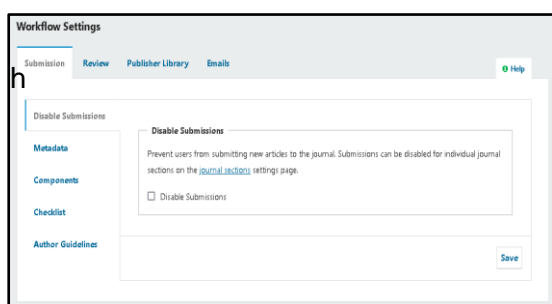 Workflow Settings
Submission Review Publisher Library Emails
Help
h
Disable Submissions
Metadata
Components
Checklist
Author Guidelines
Disable Submissions
Prevent users from submitting new articles to the journal. Submissions can be disabled for individual journal
sections on the journal sections settings page.
Disable Submissions
Save